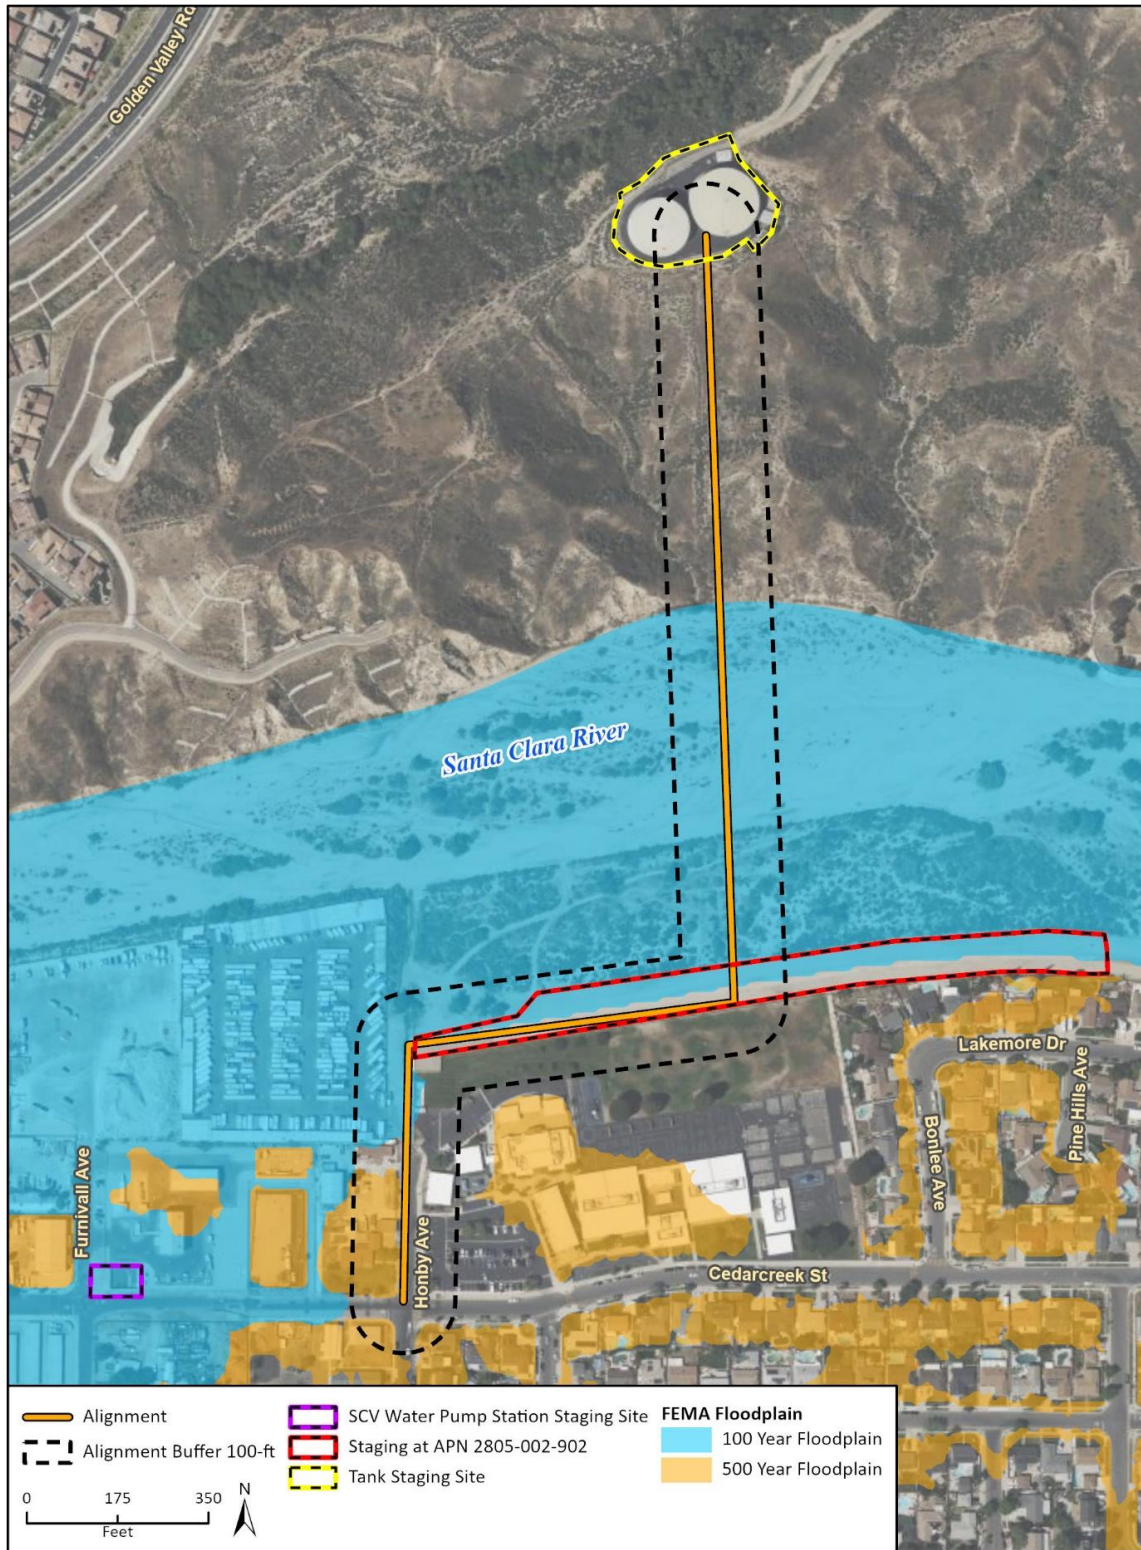 Golden Valley Rd
Santa Clara River
Lakemore Dr
Pine Hills Ave
Bonlee Ave
Furnivall Ave
Honby Ave
Cedarcreek St
Alignment
Alignment Buffer 100-ft
0 175 350
Feet
N
SCV Water Pump Station Staging Site
Staging at APN 2805-002-902
Tank Staging Site
FEMA Floodplain
100 Year Floodplain
500 Year Floodplain